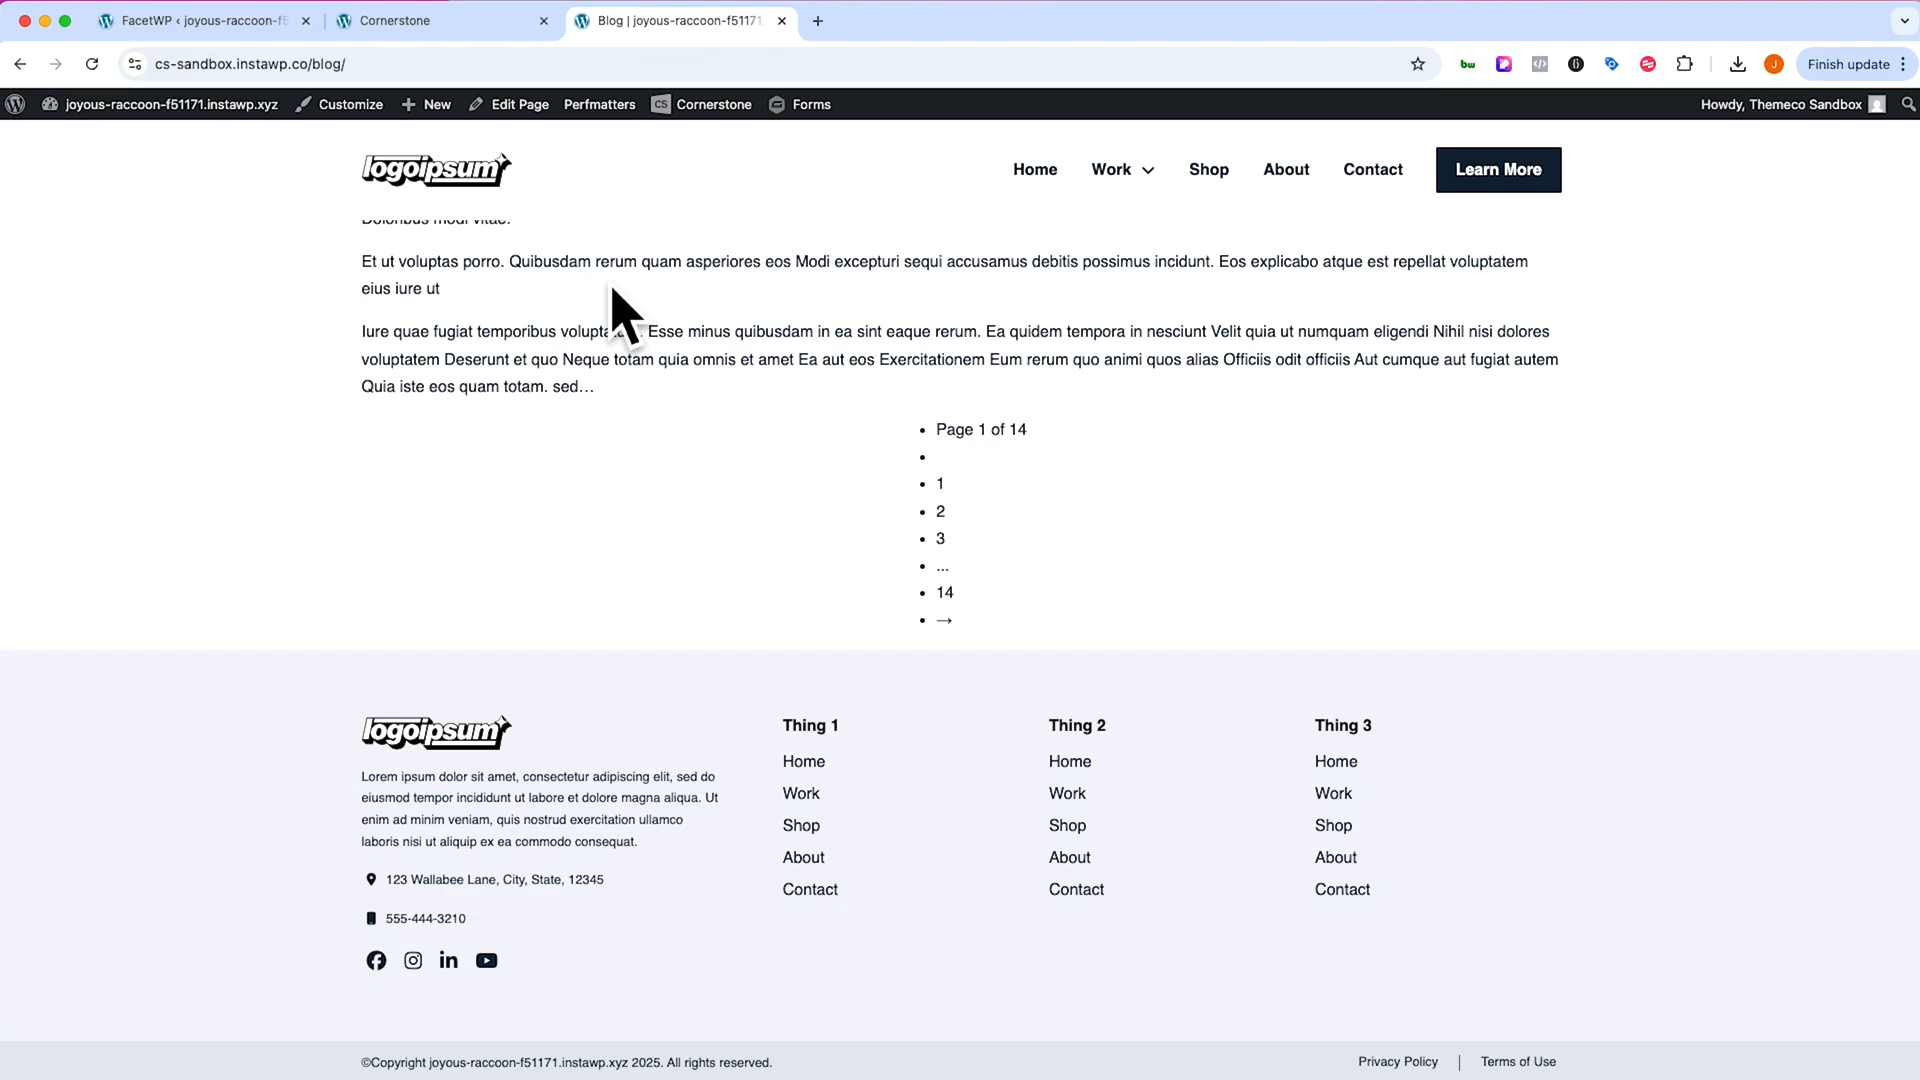 FacetWP ‹ joyous-raccoon-f5
Cornerstone
Blog | joyous-raccoon-f51171
cs-sandbox.instawp.co/blog/
bw
J
Finish update
joyous-raccoon-f51171.instawp.xyz
Customize
New
Edit Page
Perfmatters
CS
Cornerstone
Forms
Howdy, Themeco Sandbox
logoipsum
Home
Work
Shop
About
Contact
Learn More
Doloribus modi vitae.
Et ut voluptas porro. Quibusdam rerum quam asperiores eos Modi excepturi sequi accusamus debitis possimus incidunt. Eos explicabo atque est repellat voluptatem
eius iure ut
Iure quae fugiat temporibus Esse minus quibusdam in ea sint eaque rerum. Ea quidem tempora in nesciunt Velit quia ut numquam eligendi Nihil nisi dolores
voluptatem Deserunt et quo Neque totam quia omnis et amet Ea aut eos Exercitationem Eum rerum quo animi quos alias Officiis odit officiis Aut cumque aut fugiat autem
Quia iste eos quam totam. sed…
• Page 1 of 14
•
• 1
• 2
• 3
• ...
• 14
• →
logoipsum
Lorem ipsum dolor sit amet, consectetur adipiscing elit, sed do
eiusmod tempor incididunt ut labore et dolore magna aliqua. Ut
enim ad minim veniam, quis nostrud exercitation ullamco
laboris nisi ut aliquip ex ea commodo consequat.
123 Wallabee Lane, City, State, 12345
555-444-3210
Thing 1
Home
Work
Shop
About
Contact
Thing 2
Home
Work
Shop
About
Contact
Thing 3
Home
Work
Shop
About
Contact
©Copyright joyous-raccoon-f51171.instawp.xyz 2025. All rights reserved.
Privacy Policy | Terms of Use